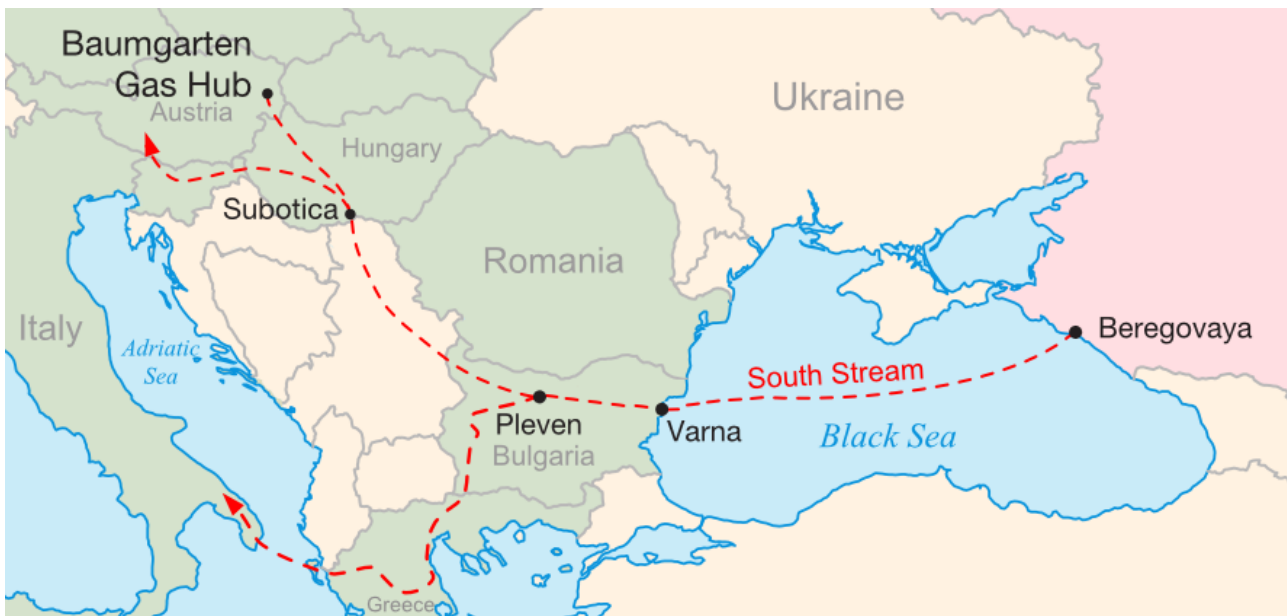 Baumgarten
Gas Hub
Austria
Ukraine
Hungary
Subotica
Romania
Italy
Adriatic
Sea
Beregovaya
South Stream
Pleven
Varna
Black Sea
Bulgaria
Greece